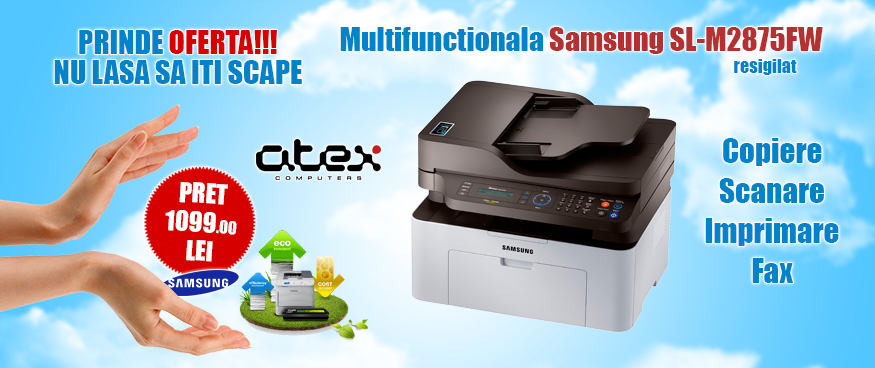 PRINDE OFERTA!!!
NU LASA SA ITI SCAPE
Multifunctionala Samsung SL-M2875FW
resigilat
atex
COMPUTERS
PRET
1099.00
LEI
SAMSUNG
eco
COST
SAMSUNG
Copiere
Scanare
Imprimare
Fax